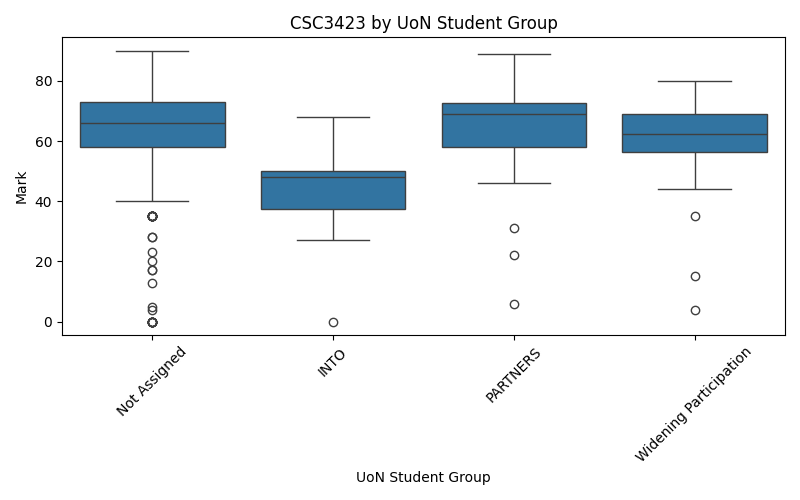 CSC3423 by UoN Student Group
Mark
80
60
40
20
0
Not Assigned
INTO
PARTNERS
Widening Participation
UoN Student Group